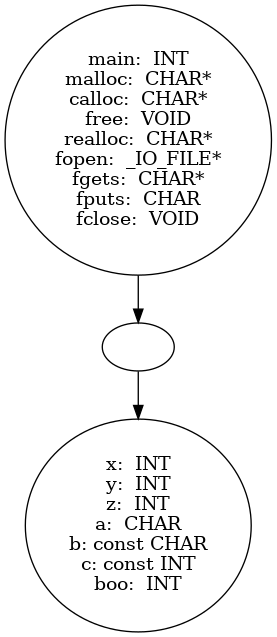 main: INT
malloc: CHAR*
calloc: CHAR*
free: VOID
realloc: CHAR*
fopen: _IO_FILE*
fgets: CHAR*
fputs: CHAR
fclose: VOID
x: INT
y: INT
z: INT
a: CHAR
b: const CHAR
c: const INT
boo: INT